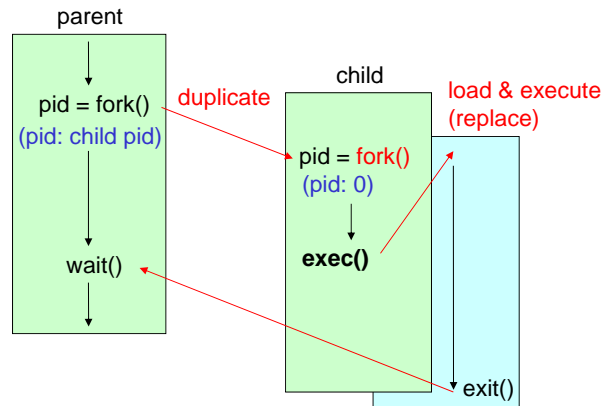 parent
pid = fork()
(pid: child pid)
wait()
duplicate
child
pid = fork()
(pid: 0)
exec()
load & execute
(replace)
exit()